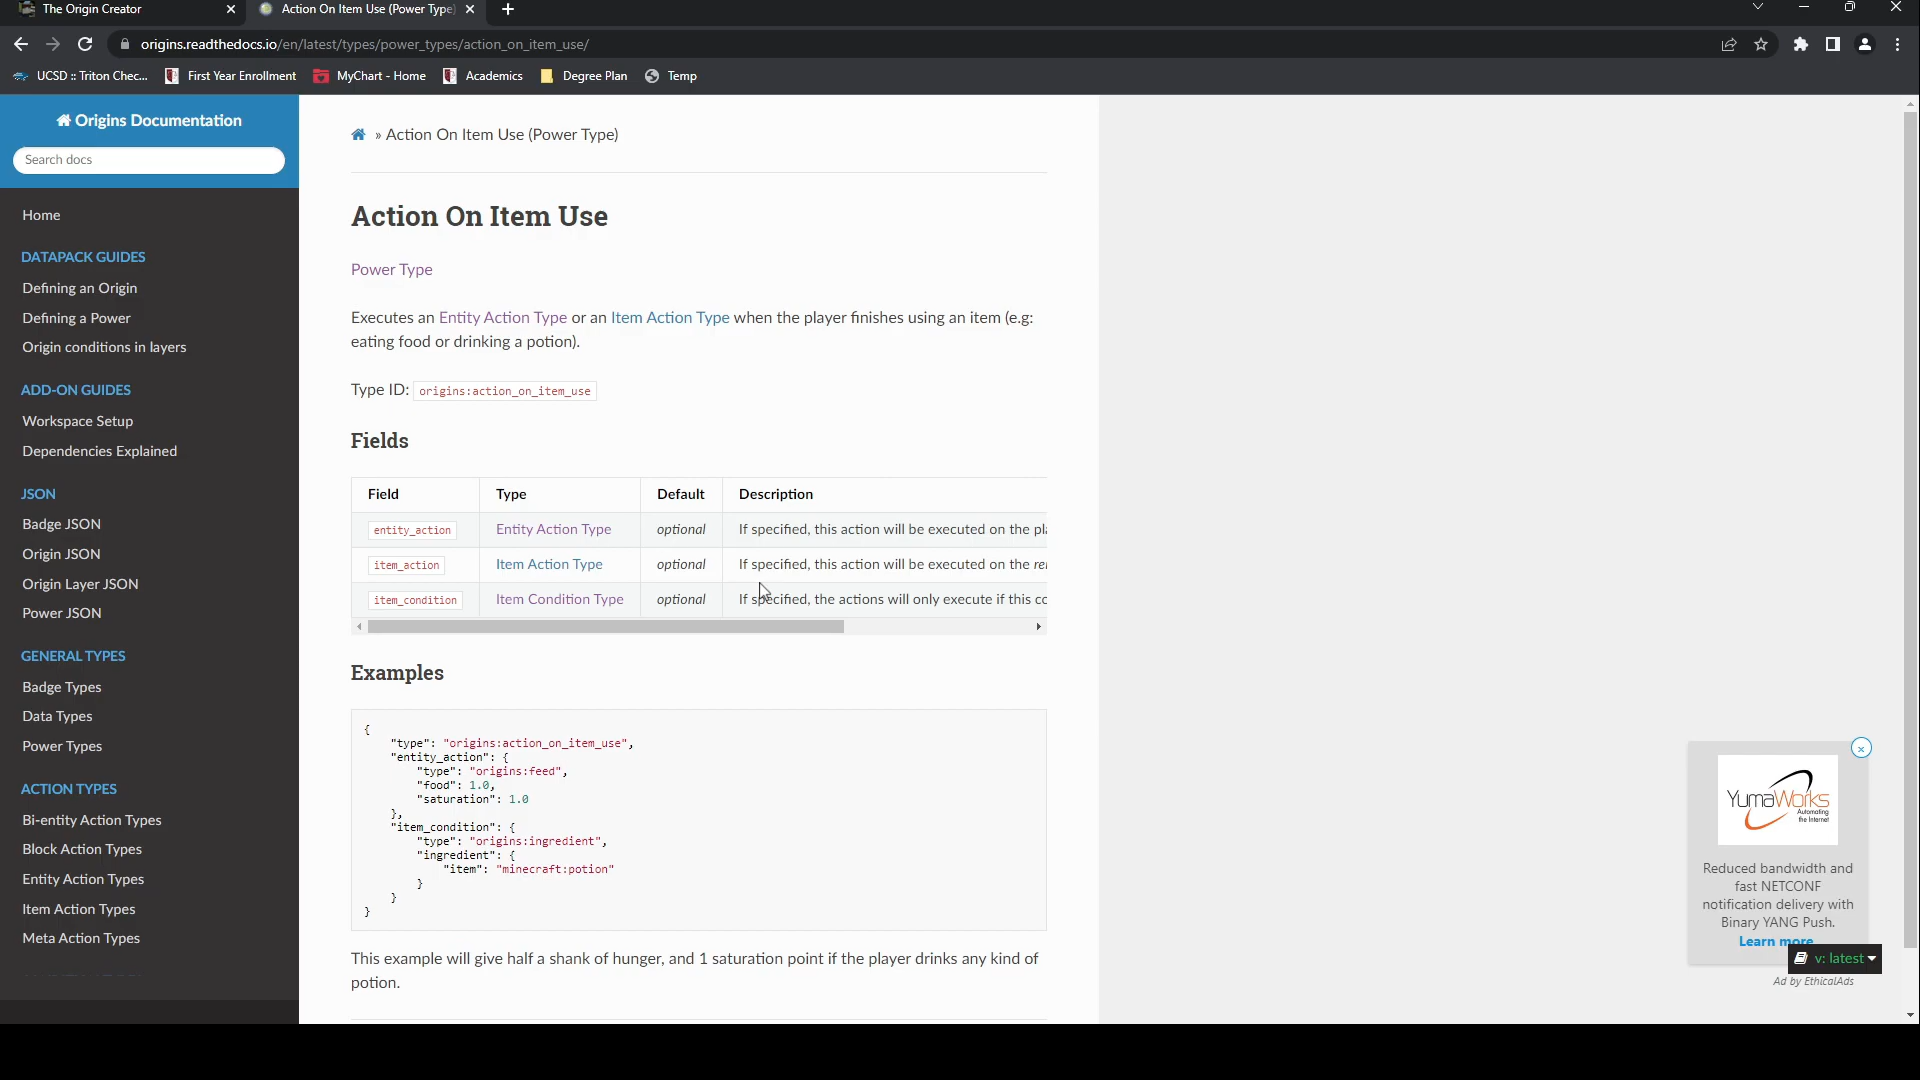 The Origin Creator
Action On Item Use (Power Type)
origins.readthedocs.io/en/latest/types/power_types/action_on_item_use/
UCSD :: Triton Chec...
First Year Enrollment
MyChart - Home
Academics
Degree Plan
Temp
Origins Documentation
Search docs
Home
DATAPACK GUIDES
Defining an Origin
Defining a Power
Origin conditions in layers
ADD-ON GUIDES
Workspace Setup
Dependencies Explained
JSON
Badge JSON
Origin JSON
Origin Layer JSON
Power JSON
GENERAL TYPES
Badge Types
Data Types
Power Types
ACTION TYPES
Bi-entity Action Types
Block Action Types
Entity Action Types
Item Action Types
Meta Action Types
» Action On Item Use (Power Type)
Action On Item Use
Power Type
Executes an Entity Action Type or an Item Action Type when the player finishes using an item (e.g:
eating food or drinking a potion).
Type ID: origins:action_on_item_use
Fields
Field Type Default Description
entity_action Entity Action Type optional If specified, this action will be executed on the pl
item_action Item Action Type optional If specified, this action will be executed on the re
item_condition Item Condition Type optional If specified, the actions will only execute if this co
Examples
{
"type": "origins:action_on_item_use",
"entity_action": {
"type": "origins:feed",
"food": 1.0,
"saturation": 1.0
},
"item_condition": {
"type": "origins:ingredient",
"ingredient": {
"item": "minecraft:potion"
}
}
}
This example will give half a shank of hunger, and 1 saturation point if the player drinks any kind of
potion.
YumaWorks
Automating
the Internet
Reduced bandwidth and
fast NETCONF
notification delivery with
Binary YANG Push.
Learn more
v: latest
Ad by EthicalAds